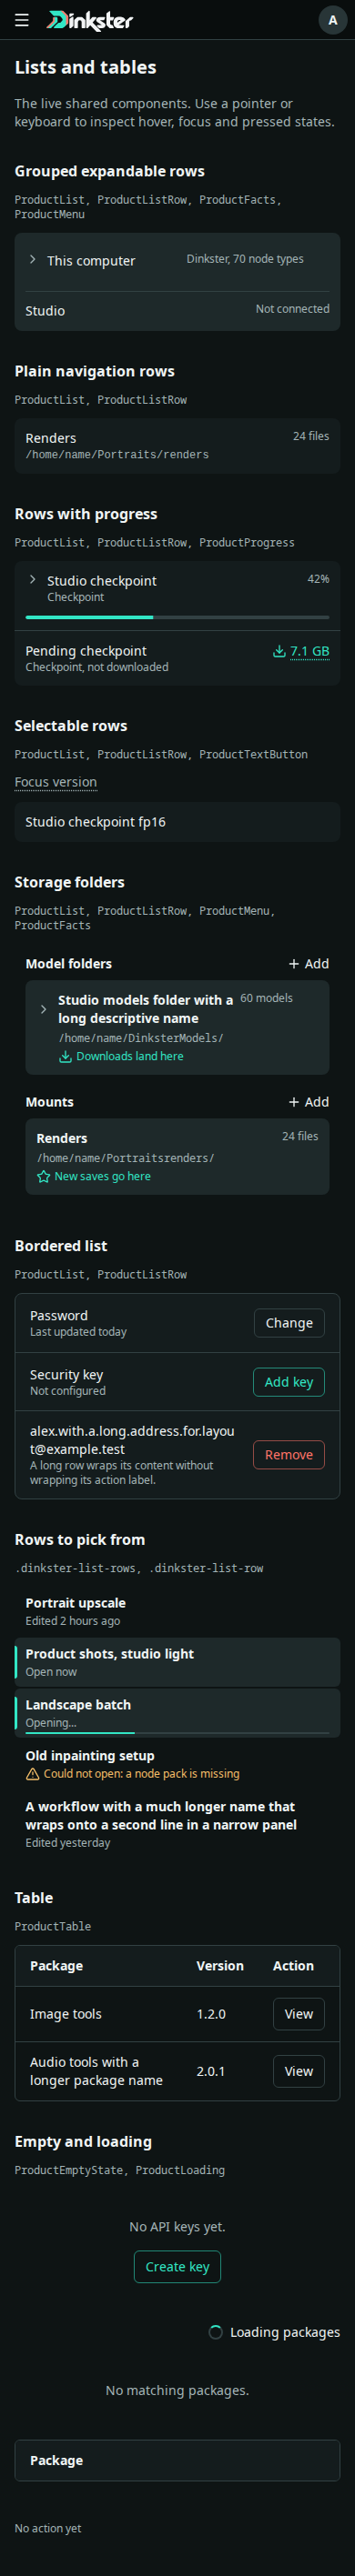 Dinkster
A
Lists and tables
The live shared components. Use a pointer or
keyboard to inspect hover, focus and pressed states.
Grouped expandable rows
ProductList, ProductListRow, ProductFacts,
ProductMenu
This computer
Dinkster, 70 node types
Studio
Not connected
Plain navigation rows
ProductList, ProductListRow
Renders
24 files
/home/name/Portraits/renders
Rows with progress
ProductList, ProductListRow, ProductProgress
Studio checkpoint
42%
Checkpoint
Pending checkpoint
7.1 GB
Checkpoint, not downloaded
Selectable rows
ProductList, ProductListRow, ProductTextButton
Focus version
Studio checkpoint fp16
Storage folders
ProductList, ProductListRow, ProductMenu,
ProductFacts
Model folders
+ Add
Studio models folder with a
60 models
long descriptive name
/home/name/DinksterModels/
Downloads land here
Mounts
+ Add
Renders
24 files
/home/name/Portraitsrenders/
New saves go here
Bordered list
ProductList, ProductListRow
Password
Last updated today
Change
Security key
Not configured
Add key
alex.with.a.long.address.for.layou
t@example.test
A long row wraps its content without
wrapping its action label.
Remove
Rows to pick from
.dinkster-list-rows, .dinkster-list-row
Portrait upscale
Edited 2 hours ago
Product shots, studio light
Open now
Landscape batch
Opening...
Old inpainting setup
Could not open: a node pack is missing
A workflow with a much longer name that
wraps onto a second line in a narrow panel
Edited yesterday
Table
ProductTable
Package Version Action
Image tools 1.2.0 View
Audio tools with a
longer package name
2.0.1 View
Empty and loading
ProductEmptyState, ProductLoading
No API keys yet.
Create key
Loading packages
No matching packages.
Package
No action yet